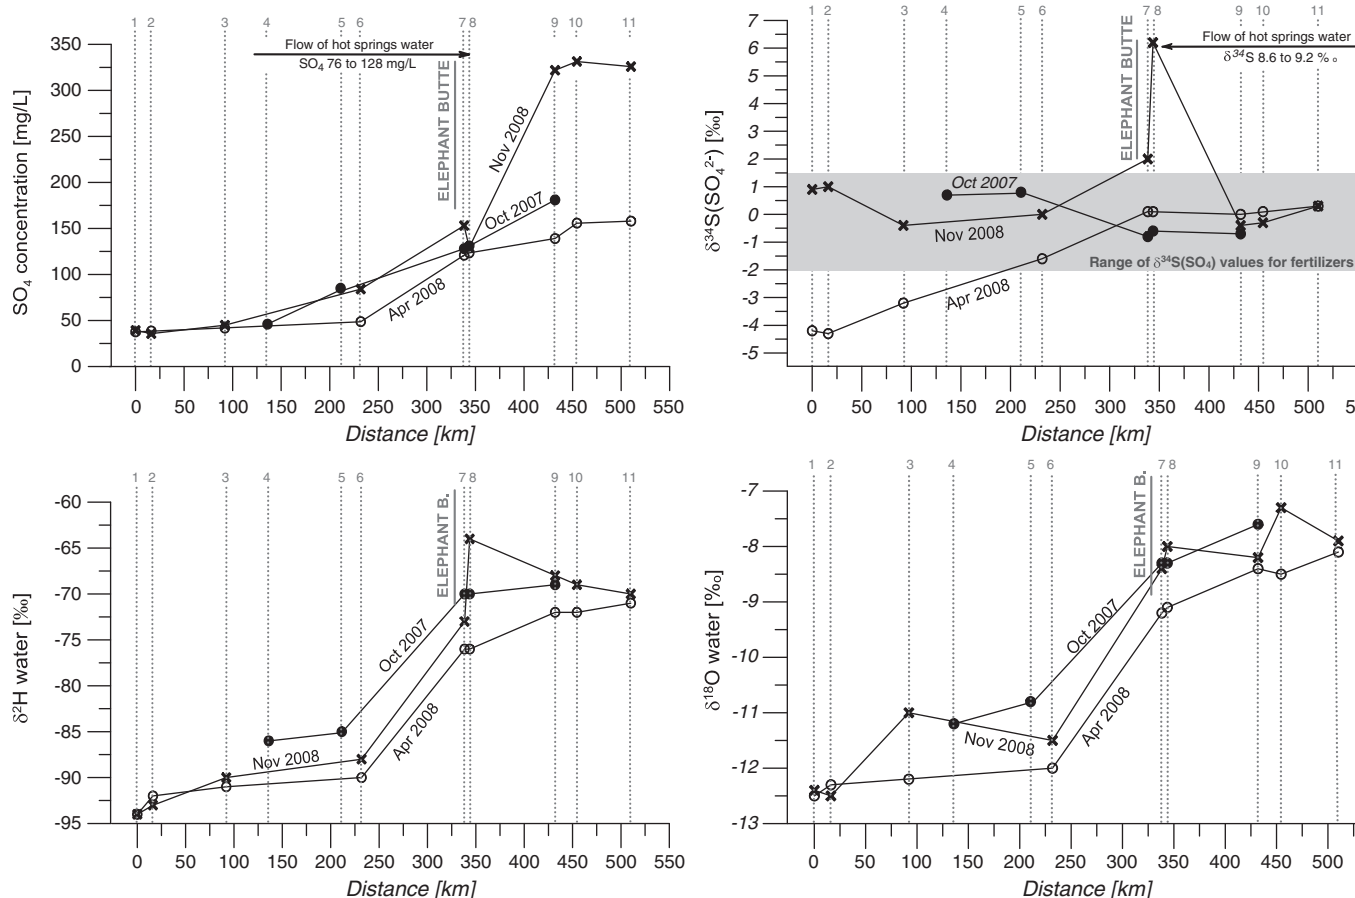 1 2 3 4 5 6 7 8 9 10 11
350
300
250
200
150
100
50
0
SO4 concentration [mg/L]
Flow of hot springs water
SO4 76 to 128 mg/L
ELEPHANT BUTTE
Nov 2008
Oct 2007
Apr 2008
0 50 100 150 200 250 300 350 400 450 500 550
Distance [km]
1 2 3 4 5 6 7 8 9 10 11
7
6
5
4
3
2
1
0
-1
-2
-3
-4
-5
δ34S(SO42-) [‰]
Flow of hot springs water
δ34S 8.6 to 9.2 %o
ELEPHANT BUTTE
Oct 2007
Nov 2008
Range of δ34S(SO4) values for fertilizers
Apr 2008
0 50 100 150 200 250 300 350 400 450 500 5
Distance [km]
1 2 3 4 5 6 7 8 9 10 11
-60
-65
-70
-75
-80
-85
-90
-95
δ2H water [‰]
ELEPHANT B.
Oct 2007
Nov 2008
Apr 2008
0 50 100 150 200 250 300 350 400 450 500 550
Distance [km]
1 2 3 4 5 6 7 8 9 10 11
-7
-8
-9
-10
-11
-12
-13
δ18O water [‰]
ELEPHANT B.
Oct 2007
Nov 2008
Apr 2008
0 50 100 150 200 250 300 350 400 450 500
Distance [km]